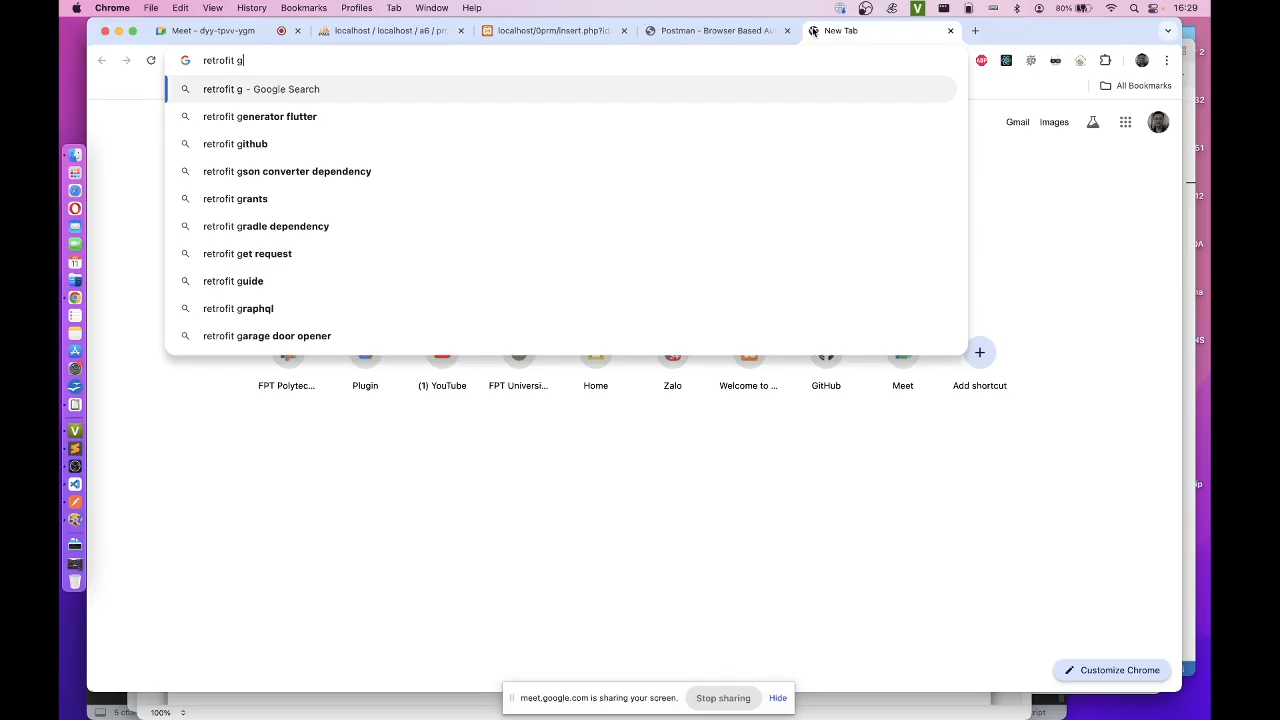 Chrome File Edit View History Bookmarks Profiles Tab Window Help 80% 16:29
Meet - dyy-tpvv-ygm
localhost / localhost / a6 / pro
localhost/0prm/insert.php?id=
Postman - Browser Based Au
New Tab
retrofit g
All Bookmarks
retrofit g - Google Search
retrofit generator flutter
retrofit github
retrofit gson converter dependency
retrofit grants
retrofit gradle dependency
retrofit get request
retrofit guide
retrofit graphql
retrofit garage door opener
Gmail Images
FPT Polytec... Plugin (1) YouTube FPT Universi... Home Zalo Welcome to ... GitHub Meet Add shortcut
Customize Chrome
meet.google.com is sharing your screen. Stop sharing Hide
100%